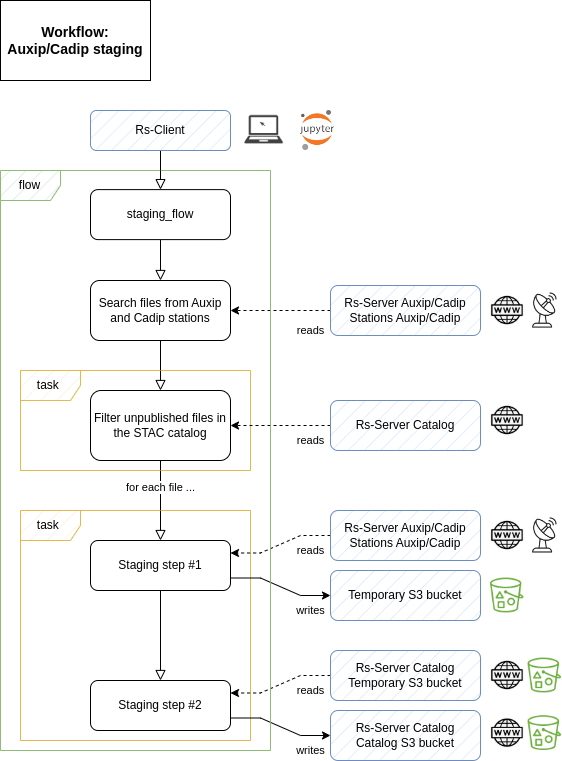 Workflow:
Auxip/Cadip staging
Rs-Client
jupyter
flow
staging_flow
Search files from Auxip
and Cadip stations
Rs-Server Auxip/Cadip
Stations Auxip/Cadip
WWW
reads
task
Filter unpublished files in
the STAC catalog
Rs-Server Catalog
WWW
reads
for each file ...
task
Rs-Server Auxip/Cadip
Stations Auxip/Cadip
WWW
reads
Staging step #1
Temporary S3 bucket
writes
Rs-Server Catalog
Temporary S3 bucket
WWW
reads
Staging step #2
Rs-Server Catalog
Catalog S3 bucket
WWW
writes